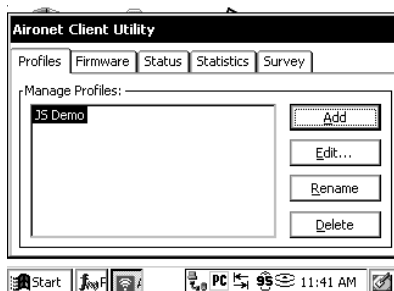 Aironet Client Utility
Profiles Firmware Status Statistics Survey
Manage Profiles:
JS Demo
Add
Edit...
Rename
Delete
Start PC 95 11:41 AM